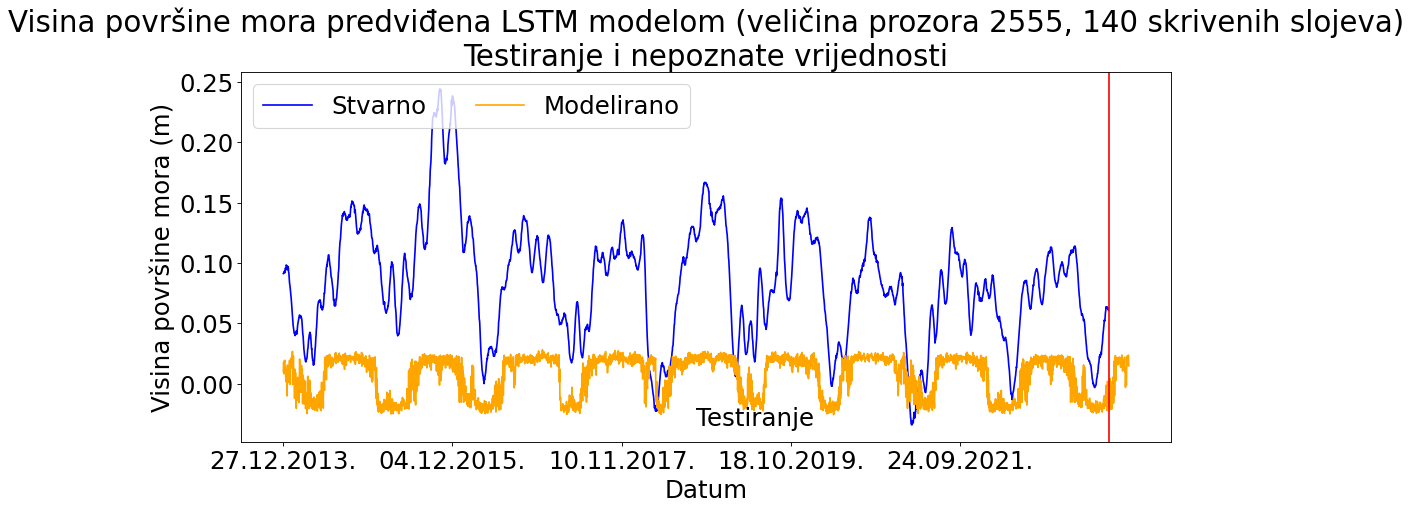 Visina površine mora predviđena LSTM modelom (veličina prozora 2555, 140 skrivenih slojeva)
Testiranje i nepoznate vrijednosti
Stvarno
Modelirano
Visina površine mora (m)
0.25
0.20
0.15
0.10
0.05
0.00
Testiranje
27.12.2013.
04.12.2015.
10.11.2017.
18.10.2019.
24.09.2021.
Datum